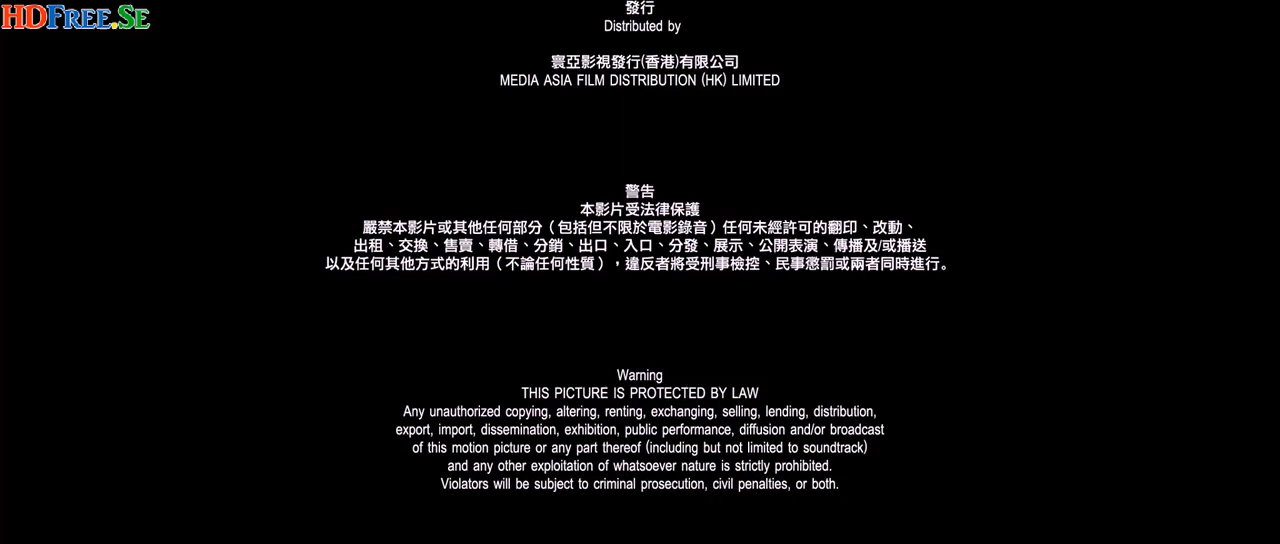 HDFREE.SE
發行
Distributed by
寰亞影視發行(香港)有限公司
MEDIA ASIA FILM DISTRIBUTION (HK) LIMITED
警告
本影片受法律保護
嚴禁本影片或其他任何部分（包括但不限於電影錄音）任何未經許可的翻印、改動、
出租、交換、售賣、轉借、分銷、出口、入口、分發、展示、公開表演、傳播及/或播送
以及任何其他方式的利用（不論任何性質），違反者將受刑事檢控、民事懲罰或兩者同時進行。
Warning
THIS PICTURE IS PROTECTED BY LAW
Any unauthorized copying, altering, renting, exchanging, selling, lending, distribution,
export, import, dissemination, exhibition, public performance, diffusion and/or broadcast
of this motion picture or any part thereof (including but not limited to soundtrack)
and any other exploitation of whatsoever nature is strictly prohibited.
Violators will be subject to criminal prosecution, civil penalties, or both.